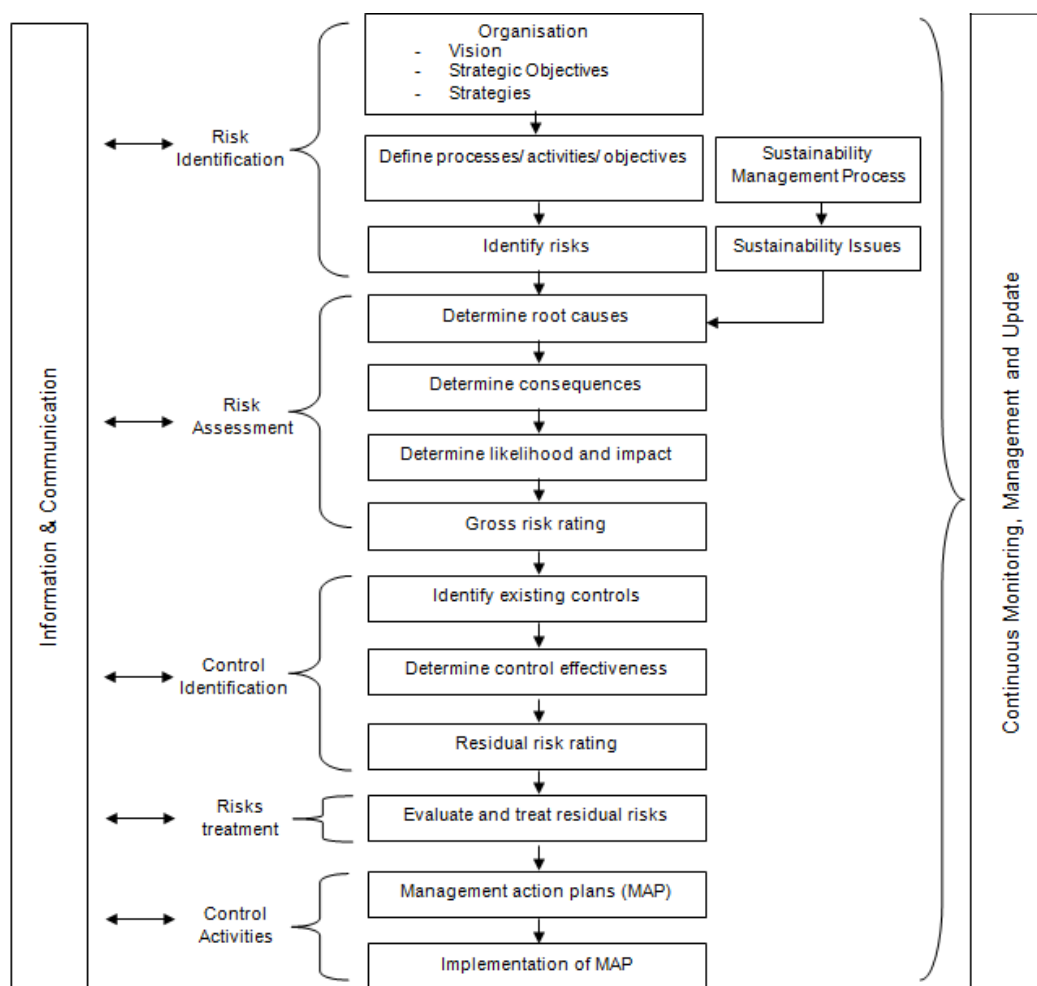 Organisation
- Vision
- Strategic Objectives
- Strategies
Risk
Identification
Define processes/ activities/ objectives
Sustainability
Management Process
Identify risks
Sustainability Issues
Determine root causes
Determine consequences
Risk
Assessment
Determine likelihood and impact
Gross risk rating
Identify existing controls
Control
Identification
Determine control effectiveness
Residual risk rating
Risks
treatment
Evaluate and treat residual risks
Management action plans (MAP)
Control
Activities
Implementation of MAP
Information & Communication
Continuous Monitoring, Management and Update